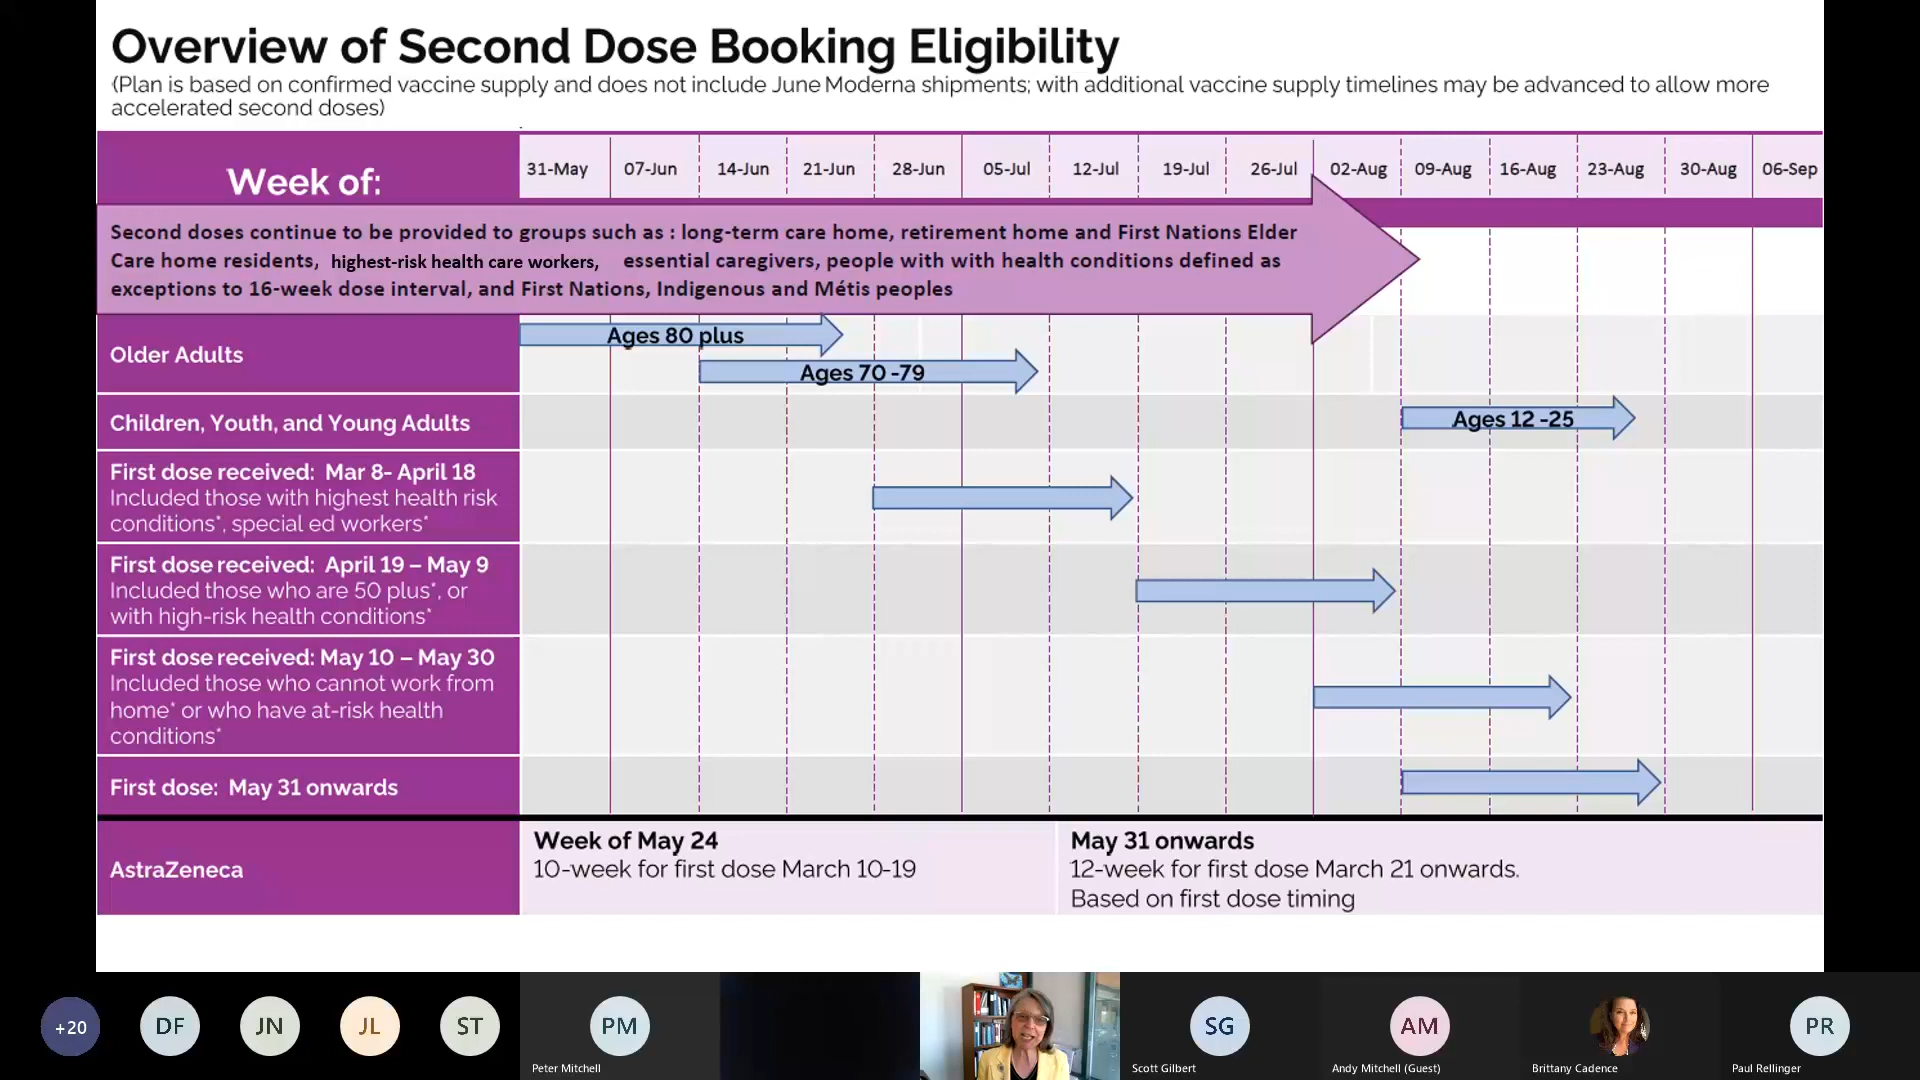 Overview of Second Dose Booking Eligibility
(Plan is based on confirmed vaccine supply and does not include June Moderna shipments; with additional vaccine supply timelines may be advanced to allow more
accelerated second doses)
Week of:
31-May 07-Jun 14-Jun 21-Jun 28-Jun 05-Jul 12-Jul 19-Jul 26-Jul 02-Aug 09-Aug 16-Aug 23-Aug 30-Aug 06-Sep
Second doses continue to be provided to groups such as : long-term care home, retirement home and First Nations Elder
Care home residents, highest-risk health care workers, essential caregivers, people with with health conditions defined as
exceptions to 16-week dose interval, and First Nations, Indigenous and Métis peoples
Older Adults
Ages 80 plus
Ages 70 -79
Children, Youth, and Young Adults
Ages 12 -25
First dose received: Mar 8- April 18
Included those with highest health risk
conditions*, special ed workers*
First dose received: April 19 – May 9
Included those who are 50 plus*, or
with high-risk health conditions*
First dose received: May 10 – May 30
Included those who cannot work from
home* or who have at-risk health
conditions*
First dose: May 31 onwards
AstraZeneca
Week of May 24
10-week for first dose March 10-19
May 31 onwards
12-week for first dose March 21 onwards.
Based on first dose timing
+20 DF JN JL ST PM SG AM PR
Peter Mitchell Scott Gilbert Andy Mitchell (Guest) Brittany Cadence Paul Rellinger